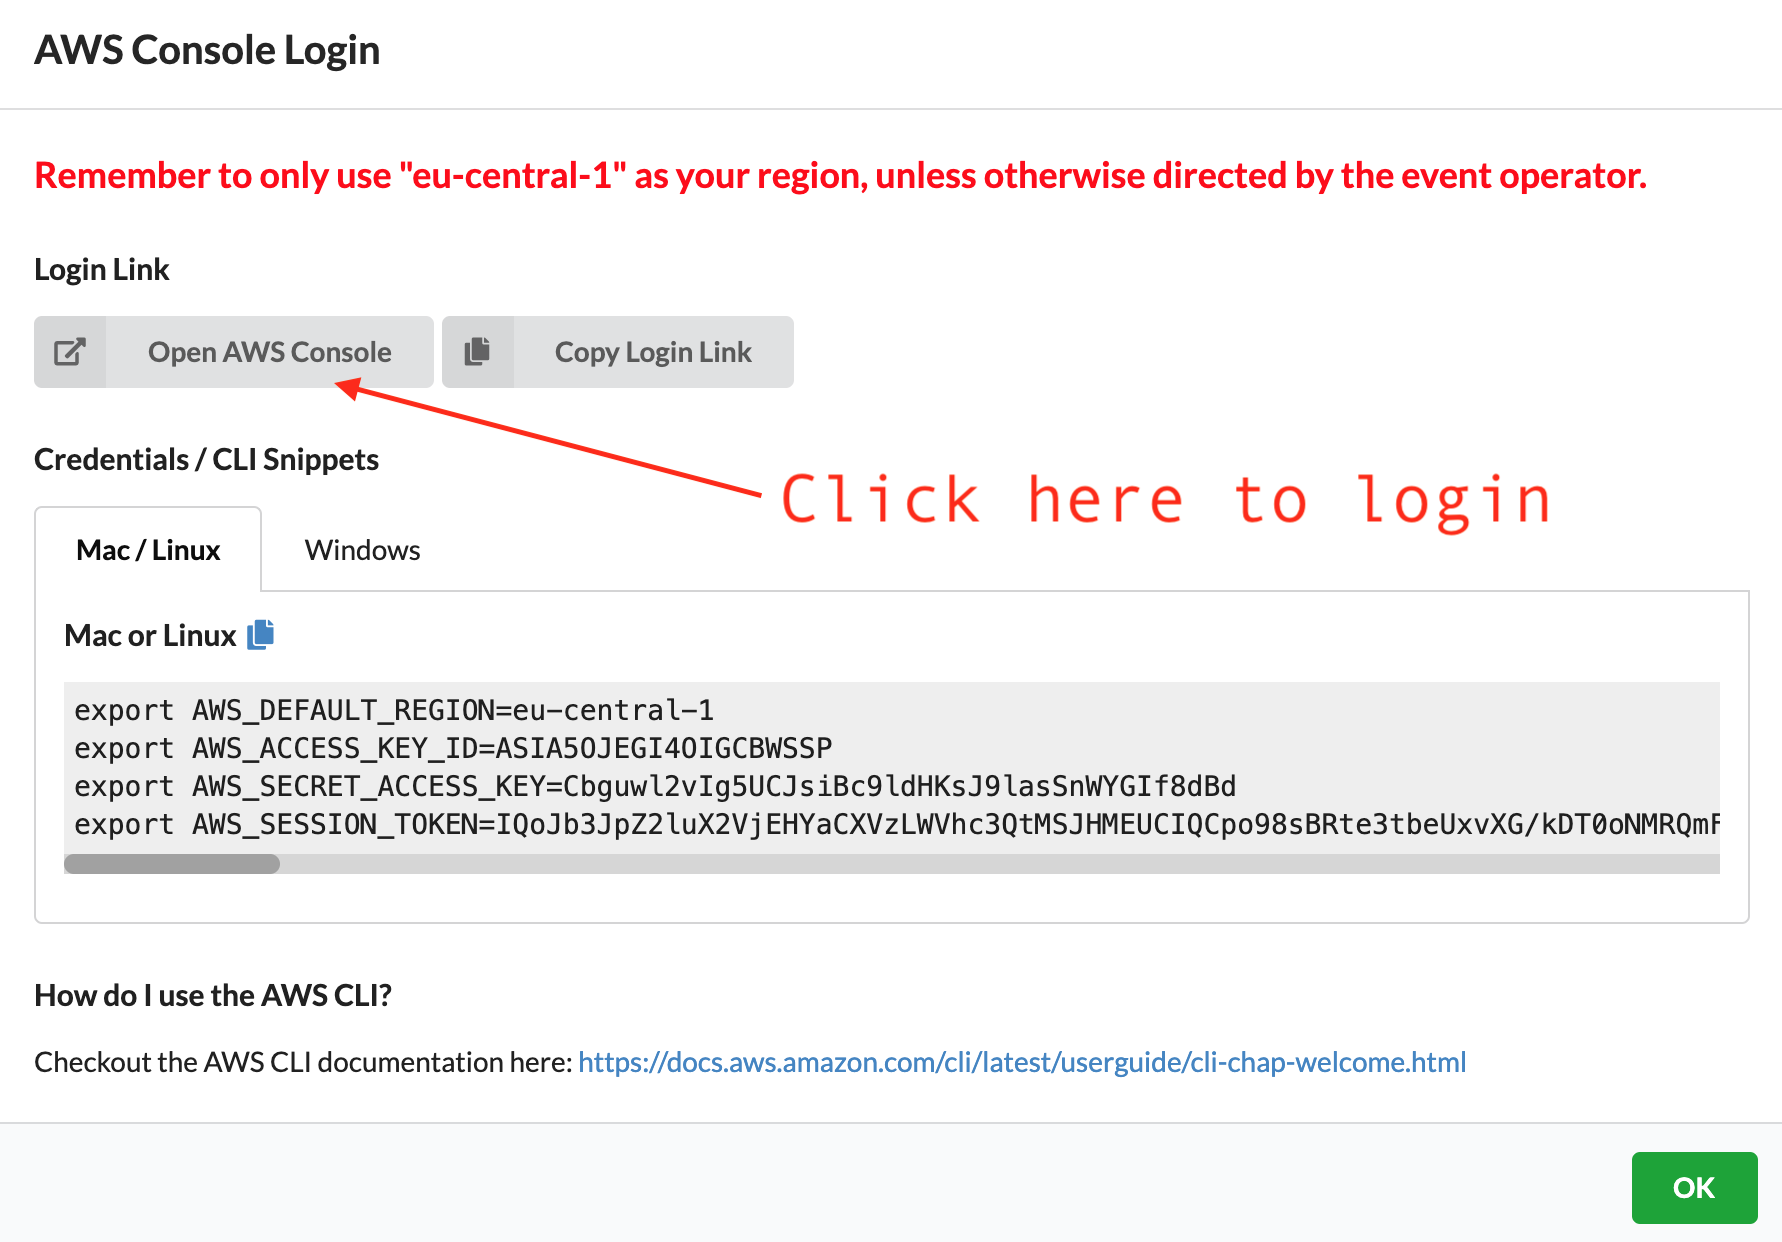 AWS Console Login
Remember to only use "eu-central-1" as your region, unless otherwise directed by the event operator.
Login Link
Open AWS Console
Copy Login Link
Credentials / CLI Snippets
Click here to login
Mac / Linux
Windows
Mac or Linux
export AWS_DEFAULT_REGION=eu-central-1
export AWS_ACCESS_KEY_ID=ASIA5OJEGI4OIGCBWSSP
export AWS_SECRET_ACCESS_KEY=Cbguwl2vIg5UCJsiBc9ldHKsJ9lasSnWYGIf8dBd
export AWS_SESSION_TOKEN=IQoJb3JpZ2luX2VjEHYaCXVzLWVhc3QtMSJHMEUCIQCpo98sBRte3tbeUxvXG/kDT0oNMRQmF
How do I use the AWS CLI?
Checkout the AWS CLI documentation here: https://docs.aws.amazon.com/cli/latest/userguide/cli-chap-welcome.html
OK